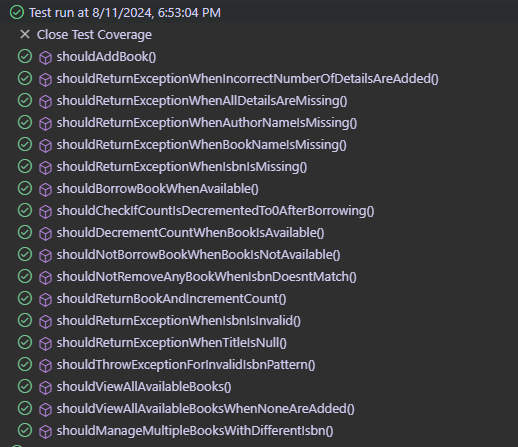 Test run at 8/11/2024, 6:53:04 PM
Close Test Coverage
shouldAddBook()
shouldReturnExceptionWhenIncorrectNumberOfDetailsAreAdded()
shouldReturnExceptionWhenAllDetailsAreMissing()
shouldReturnExceptionWhenAuthorNameIsMissing()
shouldReturnExceptionWhenBookNameIsMissing()
shouldReturnExceptionWhenIsbnIsMissing()
shouldBorrowBookWhenAvailable()
shouldCheckIfCountIsDecrementedTo0AfterBorrowing()
shouldDecrementCountWhenBookIsAvailable()
shouldNotBorrowBookWhenBookIsNotAvailable()
shouldNotRemoveAnyBookWhenIsbnDoesntMatch()
shouldReturnBookAndIncrementCount()
shouldReturnExceptionWhenIsbnIsInvalid()
shouldReturnExceptionWhenTitleIsNull()
shouldThrowExceptionForInvalidIsbnPattern()
shouldViewAllAvailableBooks()
shouldViewAllAvailableBooksWhenNoneAreAdded()
shouldManageMultipleBooksWithDifferentIsbn()